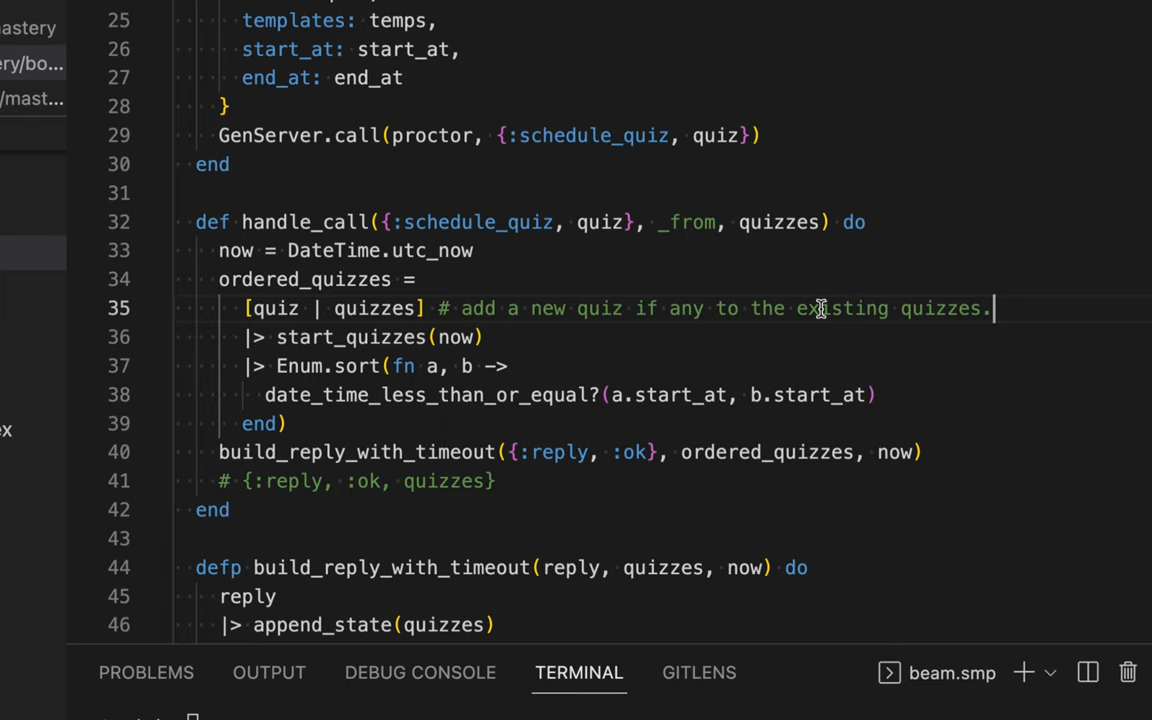 astery
ery/bo...
/mast...
ex
25 templates: temps,
26 start_at: start_at,
27 end_at: end_at
28 }
29 GenServer.call(proctor, {:schedule_quiz, quiz})
30 end
31
32 def handle_call({:schedule_quiz, quiz}, _from, quizzes) do
33 now = DateTime.utc_now
34 ordered_quizzes =
35 [quiz | quizzes] # add a new quiz if any to the existing quizzes.
36 |> start_quizzes(now)
37 |> Enum.sort(fn a, b ->
38 date_time_less_than_or_equal?(a.start_at, b.start_at)
39 end)
40 build_reply_with_timeout({:reply, :ok}, ordered_quizzes, now)
41 # {:reply, :ok, quizzes}
42 end
43
44 defp build_reply_with_timeout(reply, quizzes, now) do
45 reply
46 |> append_state(quizzes)
PROBLEMS OUTPUT DEBUG CONSOLE TERMINAL GITLENS beam.smp